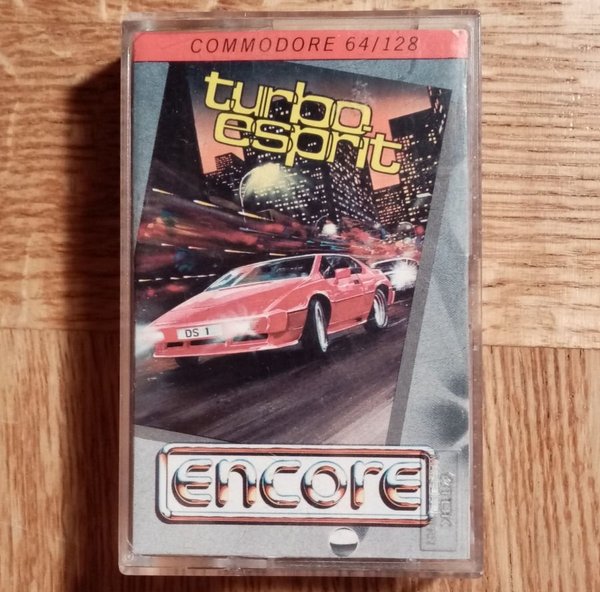 COMMODORE 64/128
turbo
esprit
DS 1
ENCORE